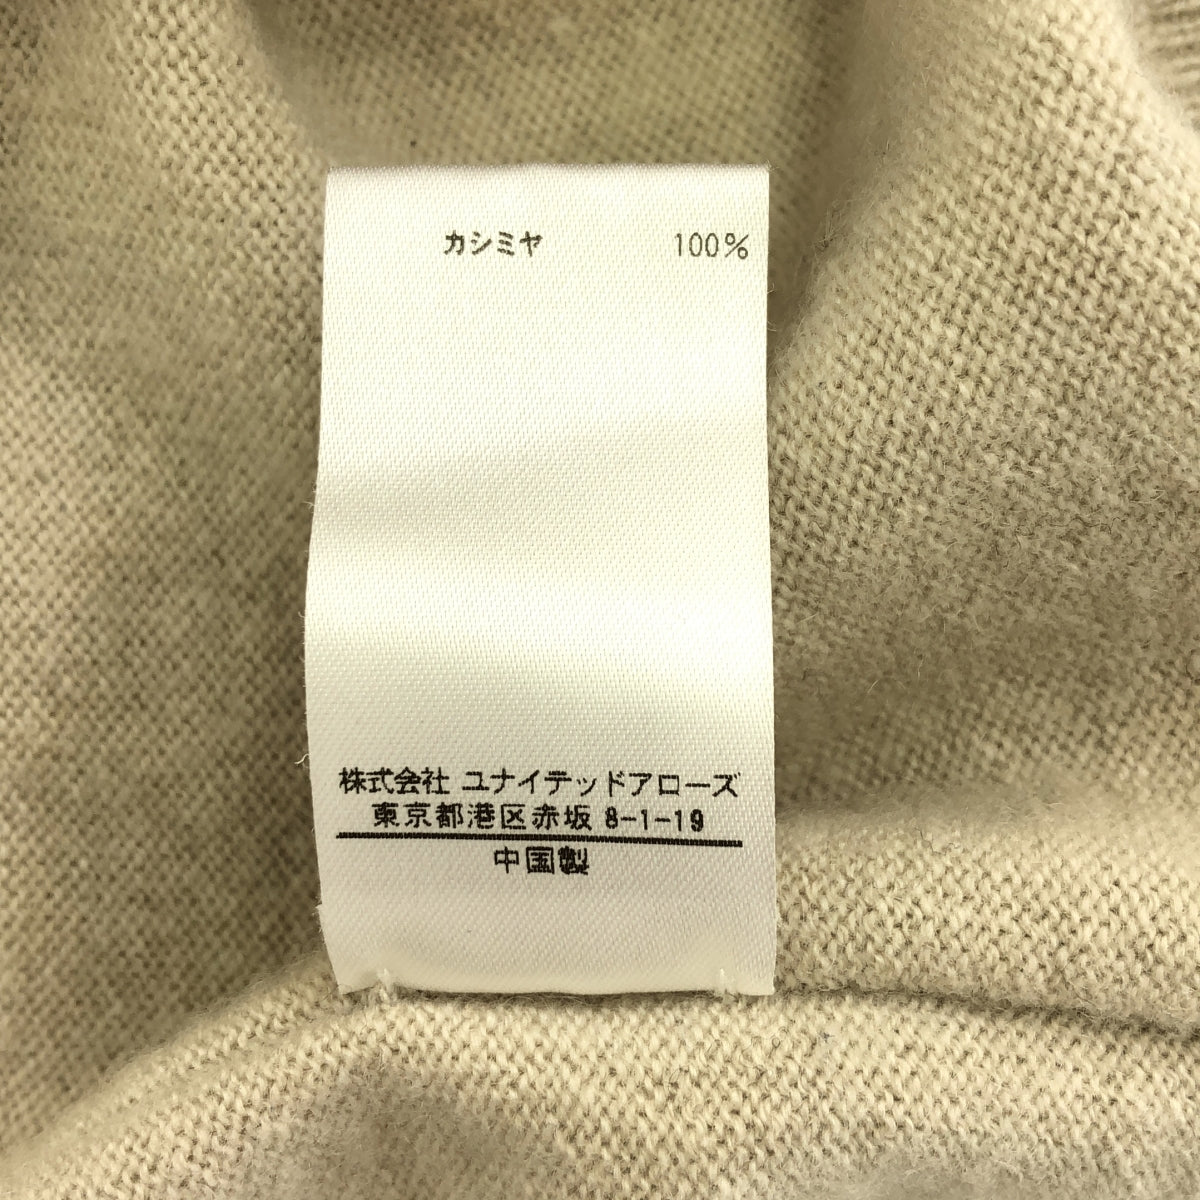 カシミヤ 100%
株式会社 ユナイテッドアローズ
東京都港区赤坂 8-1-19
中国製